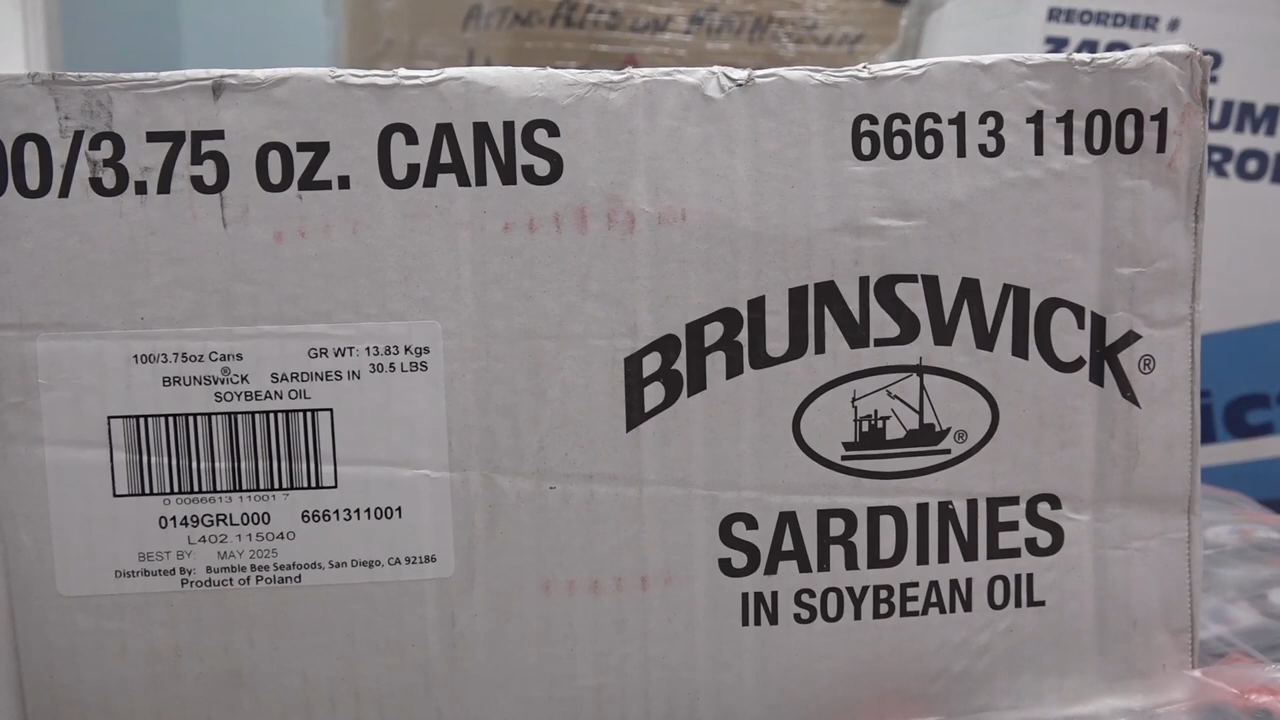 REORDER #
00/3.75 oz. CANS
66613 11001
BRUNSWICK®
®
SARDINES
IN SOYBEAN OIL
100/3.75oz Cans
GR WT: 13.83 Kgs
30.5 LBS
BRUNSWICK® SARDINES IN
SOYBEAN OIL
0 0066613 11001 7
0149GRL000 6661311001
L402.115040
BEST BY: MAY 2025
Distributed By: Bumble Bee Seafoods, San Diego, CA 92186
Product of Poland